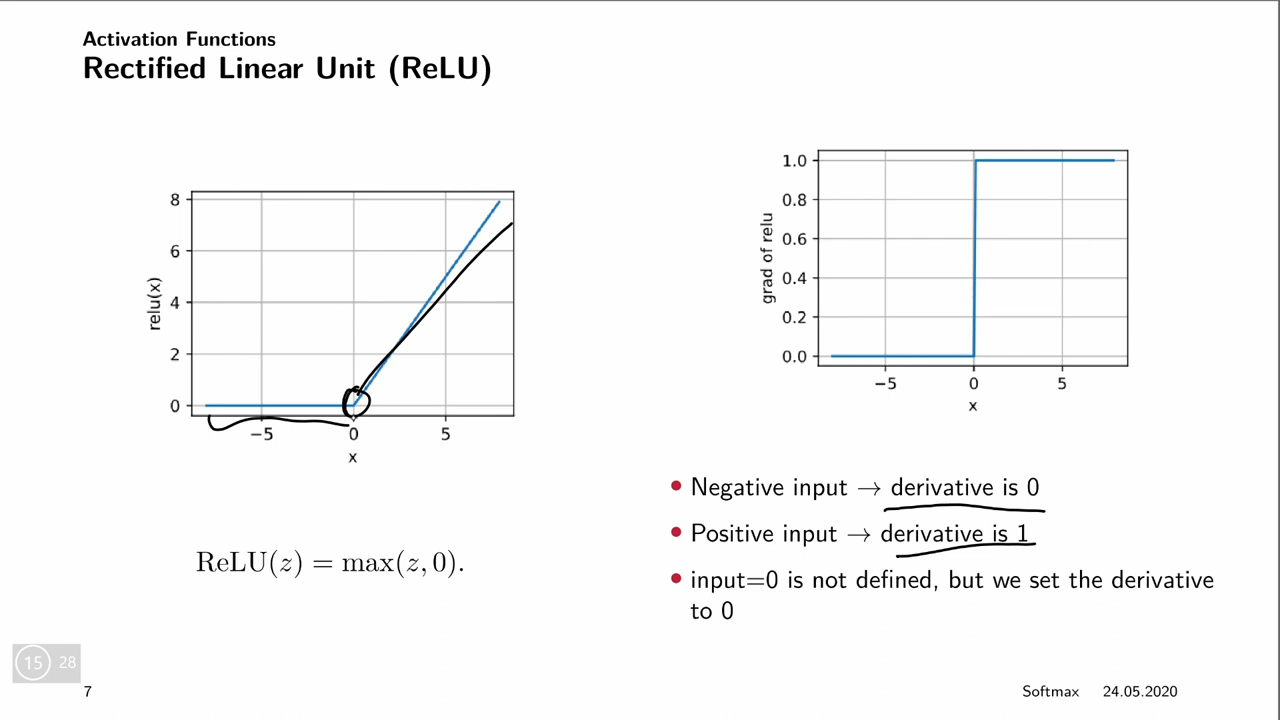 Activation Functions
Rectified Linear Unit (ReLU)
8
6
4
2
0
relu(x)
−5
0
5
x
ReLU(z) = max(z, 0).
1.0
0.8
0.6
0.4
0.2
0.0
grad of relu
−5
0
5
x
• Negative input → derivative is 0
• Positive input → derivative is 1
• input=0 is not defined, but we set the derivative
to 0
15 28
7
Softmax 24.05.2020